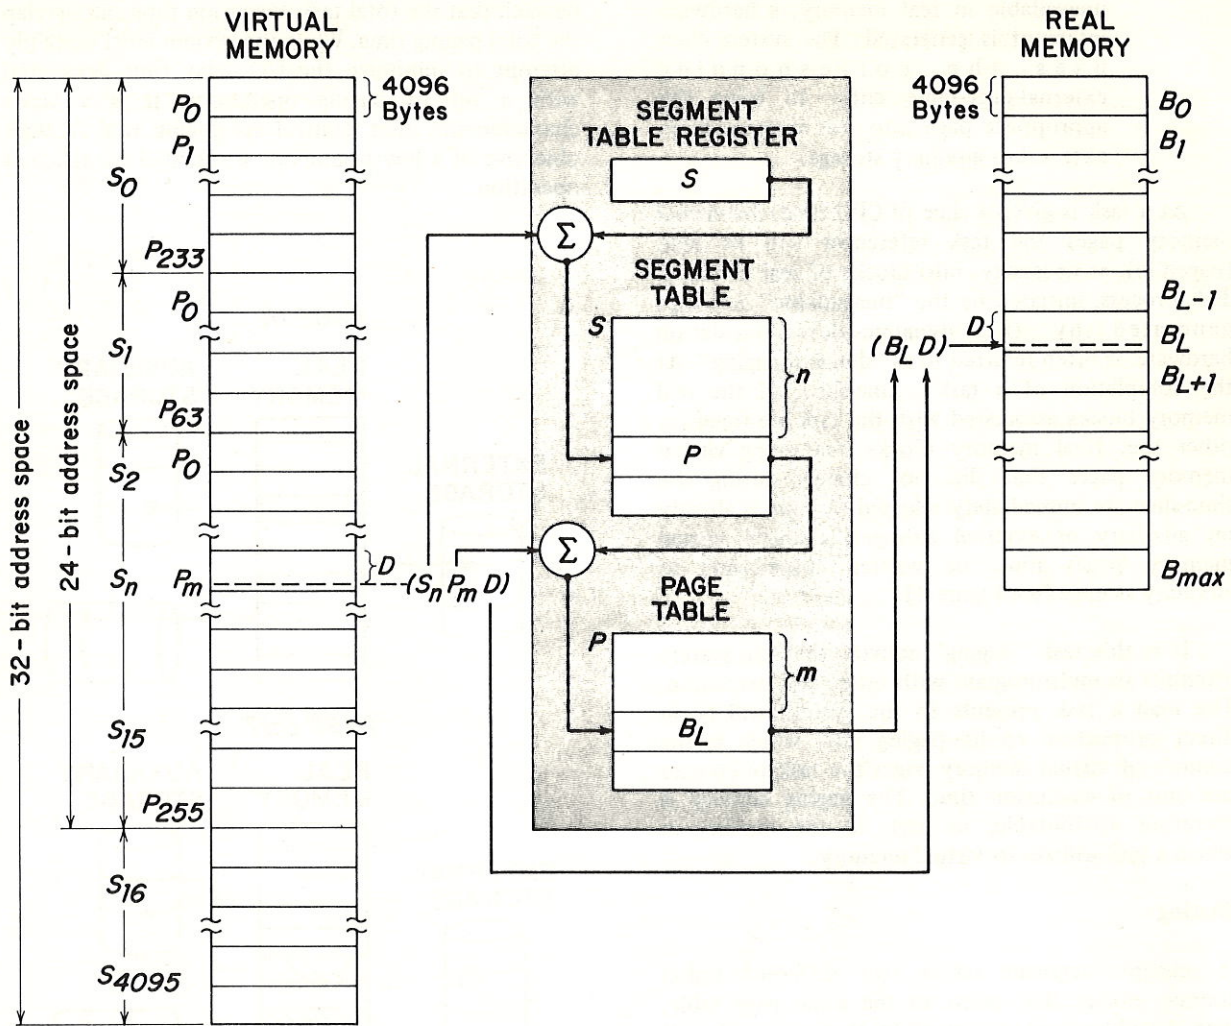 VIRTUAL
MEMORY
32-bit address space
24-bit address space
S0
S1
S2
Sn
S15
S16
S4095
P0
P1
P233
P0
P63
P0
Pm
P255
4096
Bytes
D
(Sn Pm D)
SEGMENT
TABLE REGISTER
S
Σ
SEGMENT
TABLE
S
n
P
Σ
PAGE
TABLE
P
m
BL
(BL D)
REAL
MEMORY
4096
Bytes
D
B0
B1
BL-1
BL
BL+1
Bmax